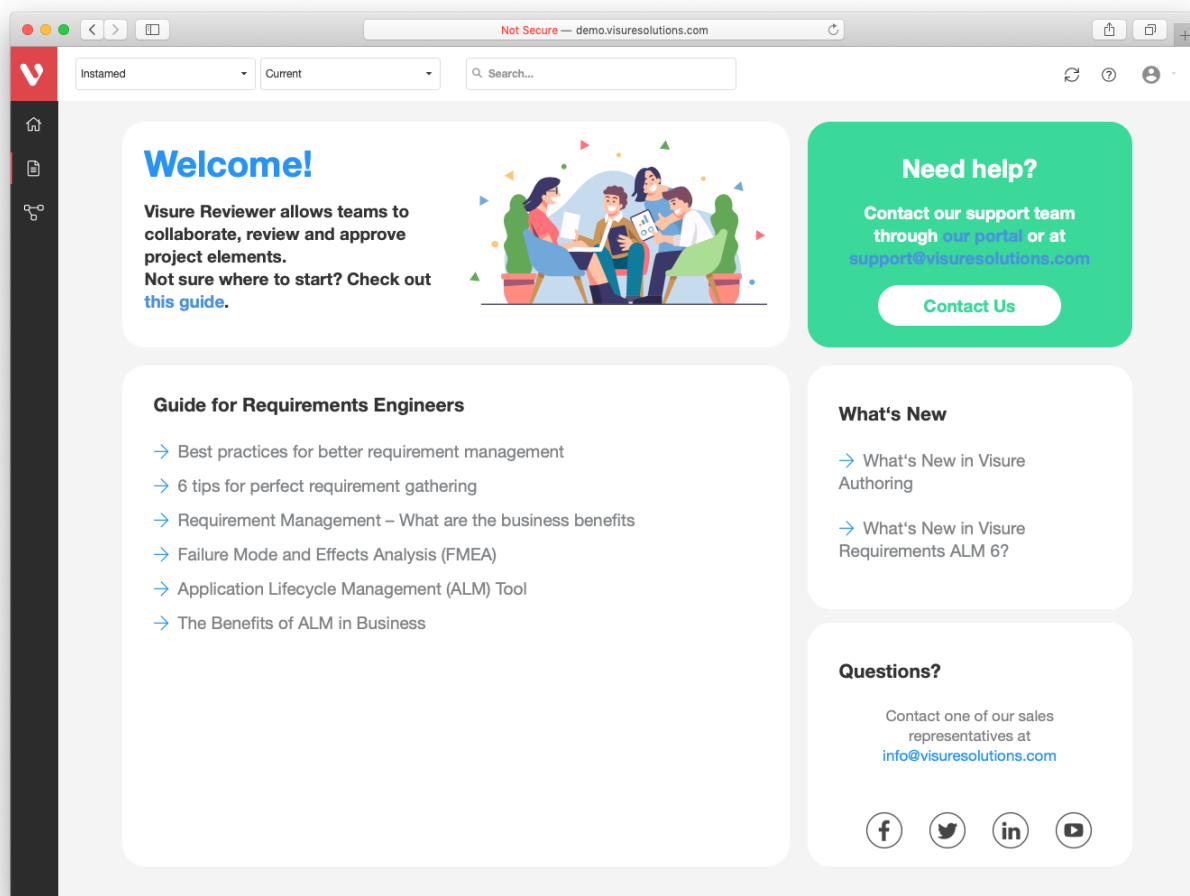 Not Secure — demo.visuresolutions.com
Instamed
Current
Search...
Welcome!
Visure Reviewer allows teams to
collaborate, review and approve
project elements.
Not sure where to start? Check out
this guide.
Need help?
Contact our support team
through our portal or at
support@visuresolutions.com
Contact Us
Guide for Requirements Engineers
→ Best practices for better requirement management
→ 6 tips for perfect requirement gathering
→ Requirement Management – What are the business benefits
→ Failure Mode and Effects Analysis (FMEA)
→ Application Lifecycle Management (ALM) Tool
→ The Benefits of ALM in Business
What‘s New
→ What‘s New in Visure
Authoring
→ What‘s New in Visure
Requirements ALM 6?
Questions?
Contact one of our sales
representatives at
info@visuresolutions.com